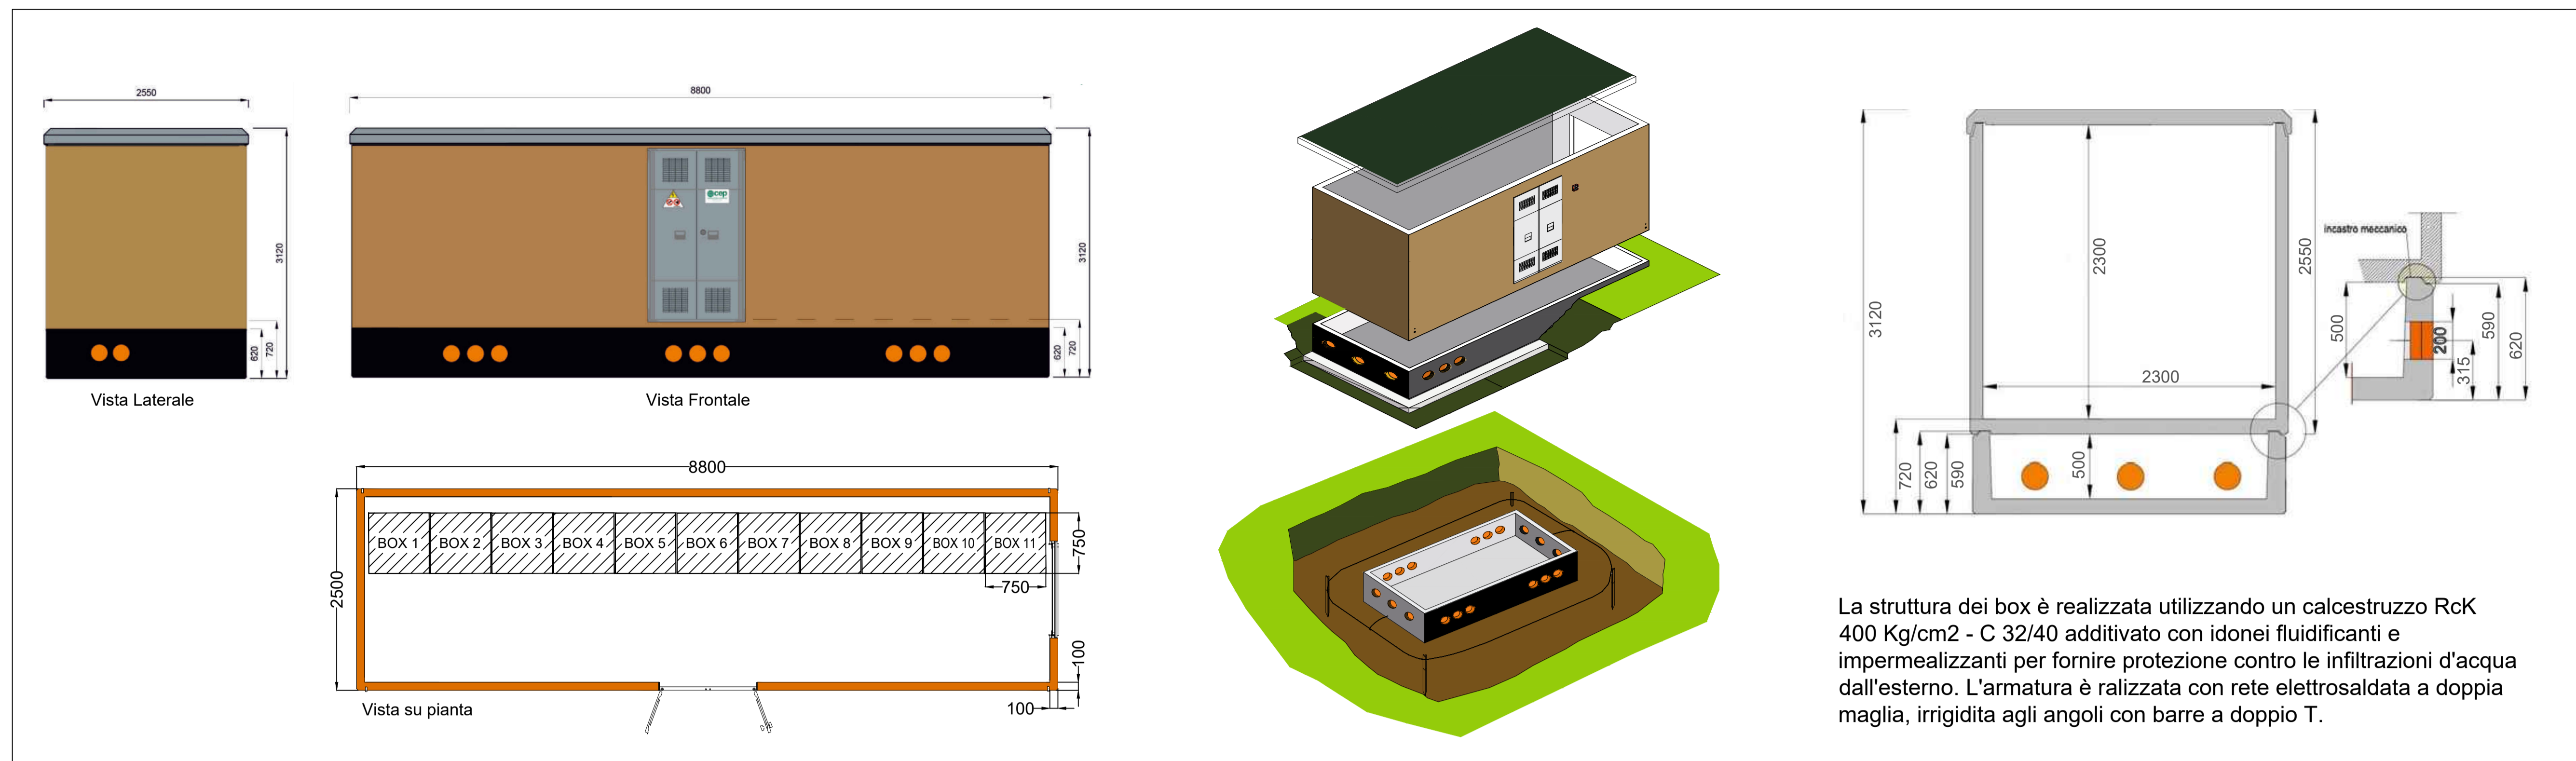 2550
3120
620
720
Vista Laterale
8800
cep
3120
620
720
Vista Frontale
8800
2500
BOX 1
BOX 2
BOX 3
BOX 4
BOX 5
BOX 6
BOX 7
BOX 8
BOX 9
BOX 10
BOX 11
750
750
100
100
Vista su pianta
3120
2300
2300
2550
720
620
590
500
incastro meccanico
500
200
315
590
620
La struttura dei box è realizzata utilizzando un calcestruzzo RcK
400 Kg/cm2 - C 32/40 additivato con idonei fluidificanti e
impermealizzanti per fornire protezione contro le infiltrazioni d'acqua
dall'esterno. L'armatura è ralizzata con rete elettrosaldata a doppia
maglia, irrigidita agli angoli con barre a doppio T.